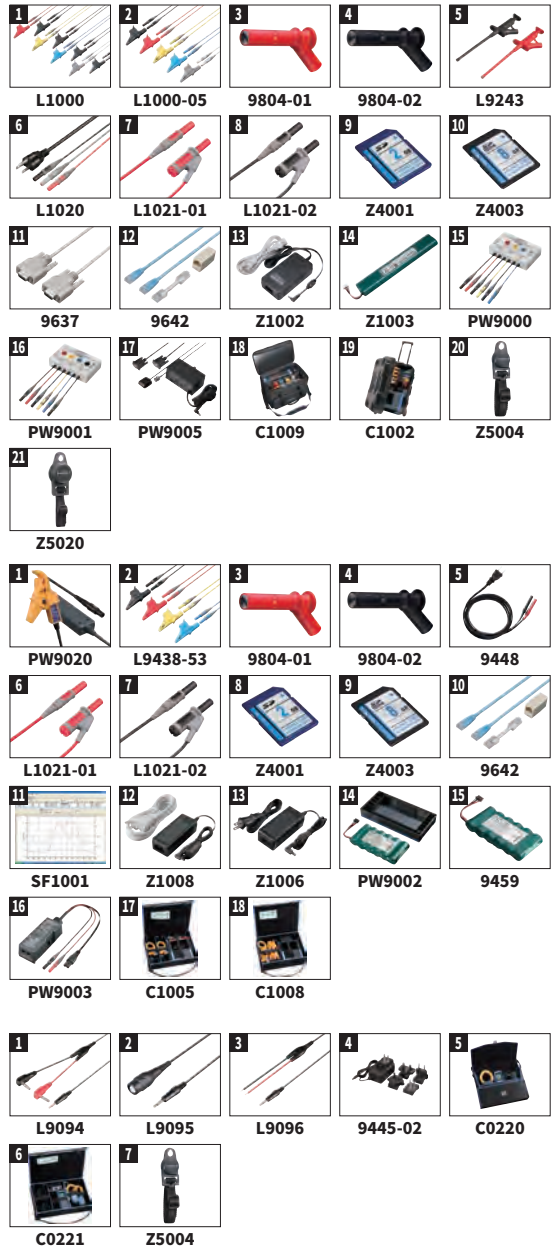 1 2 3 4 5
L1000 L1000-05 9804-01 9804-02 L9243
6 7 8 9 10
L1020 L1021-01 L1021-02 Z4001 Z4003
11 12 13 14 15
9637 9642 Z1002 Z1003 PW9000
16 17 18 19 20
PW9001 PW9005 C1009 C1002 Z5004
21
Z5020
1 2 3 4 5
PW9020 L9438-53 9804-01 9804-02 9448
6 7 8 9 10
L1021-01 L1021-02 Z4001 Z4003 9642
11 12 13 14 15
SF1001 Z1008 Z1006 PW9002 9459
16 17 18
PW9003 C1005 C1008
1 2 3 4 5
L9094 L9095 L9096 9445-02 C0220
6 7
C0221 Z5004